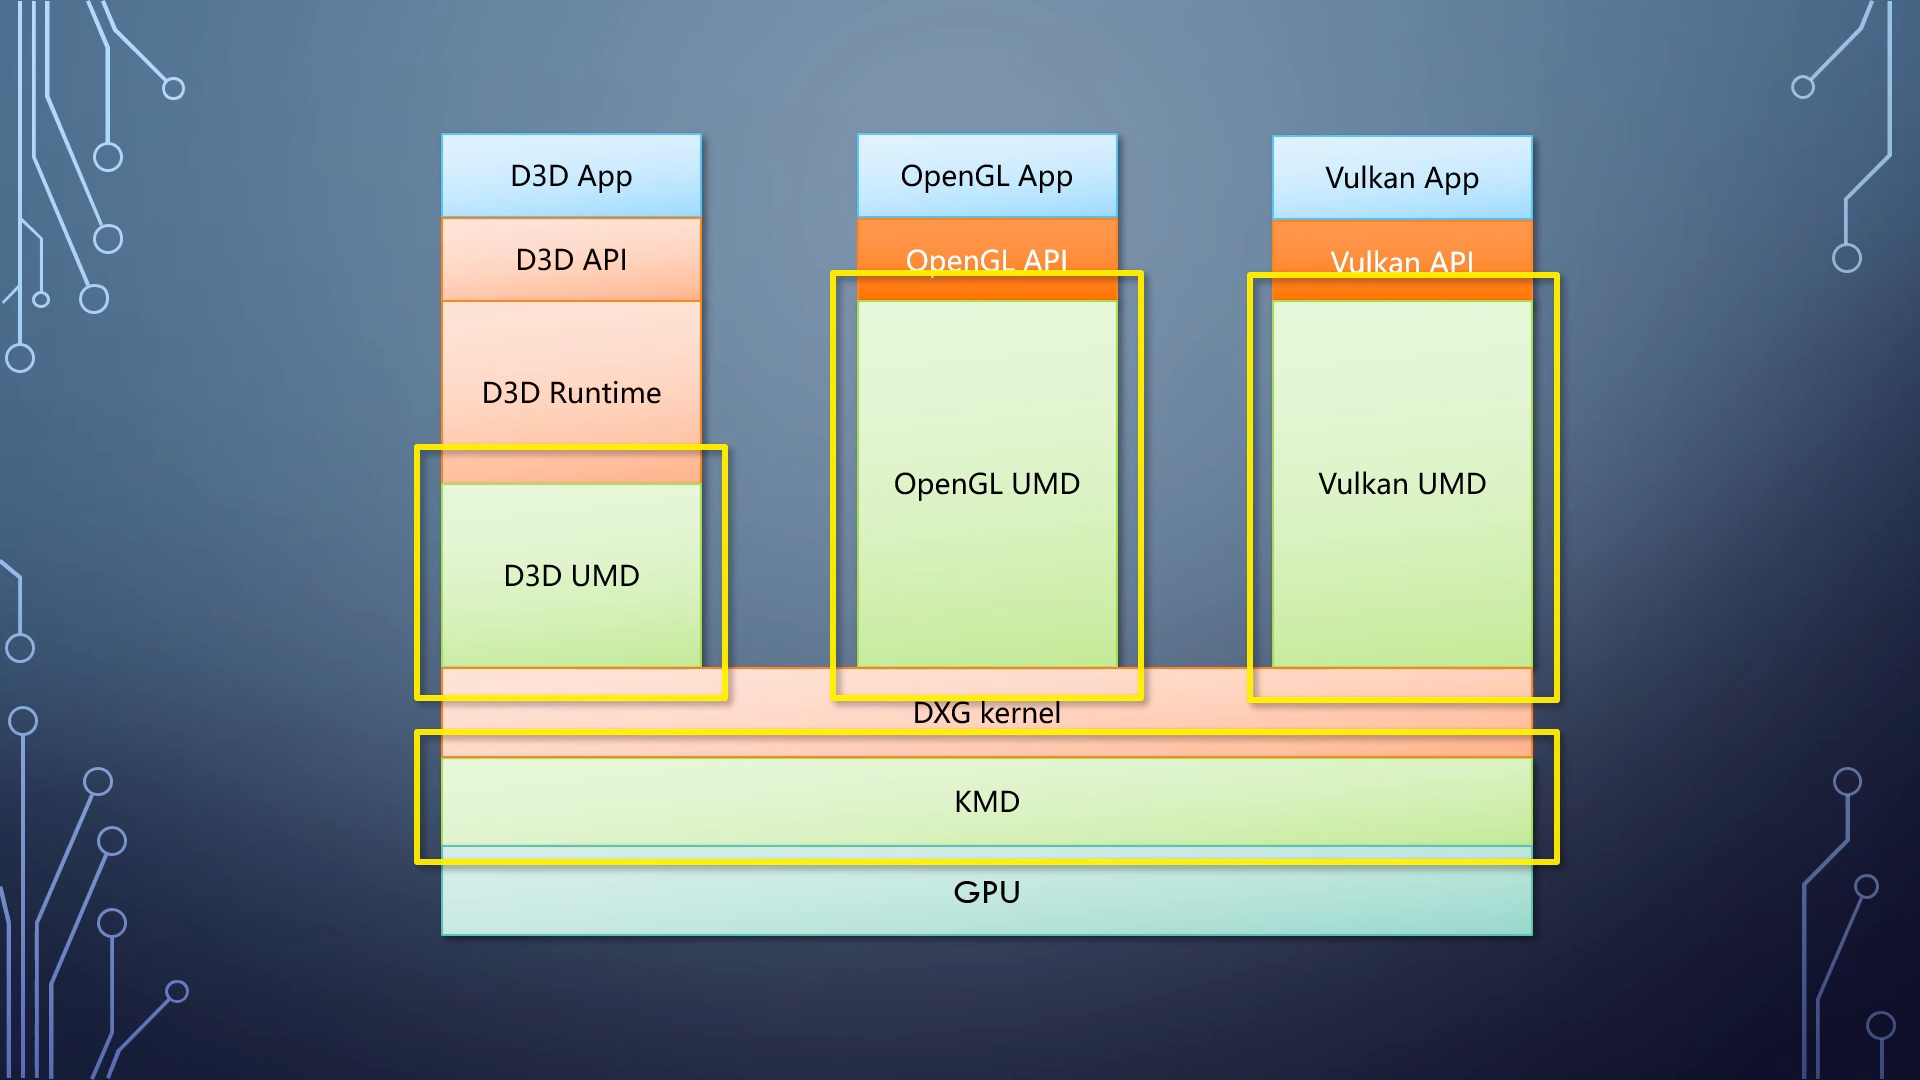 D3D App
OpenGL App
Vulkan App
D3D API
OpenGL API
Vulkan API
D3D Runtime
OpenGL UMD
Vulkan UMD
D3D UMD
DXG kernel
KMD
GPU